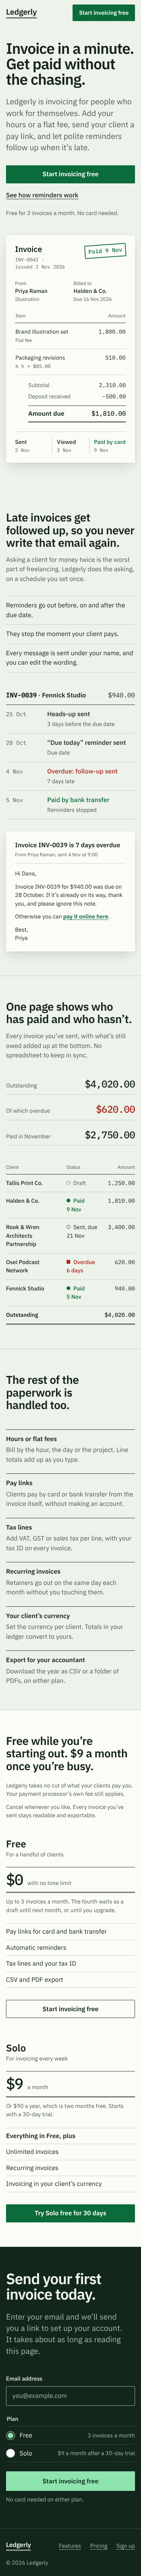 Ledgerly
Start invoicing free
Invoice in a minute.
Get paid without
the chasing.
Ledgerly is invoicing for people who
work for themselves. Add your
hours or a flat fee, send your client a
pay link, and let polite reminders
follow up when it's late.
Start invoicing free
See how reminders work
Free for 3 invoices a month. No card needed.
Invoice
INV-0042 ·
issued 2 Nov 2026
Paid 9 Nov
From
Priya Raman
Illustration
Billed to
Halden & Co.
Due 16 Nov 2026
Item Amount
Brand illustration set 1,800.00
Flat fee
Packaging revisions 510.00
6 h × $85.00
Subtotal 2,310.00
Deposit received −500.00
Amount due $1,810.00
Sent
2 Nov
Viewed
3 Nov
Paid by card
9 Nov
Late invoices get
followed up, so you never
write that email again.
Asking a client for money twice is the worst
part of freelancing. Ledgerly does the asking,
on a schedule you set once.
Reminders go out before, on and after the
due date.
They stop the moment your client pays.
Every message is sent under your name, and
you can edit the wording.
INV-0039 · Fennick Studio $940.00
25 Oct Heads-up sent
3 days before the due date
28 Oct "Due today" reminder sent
Due date
4 Nov Overdue: follow-up sent
7 days late
5 Nov Paid by bank transfer
Reminders stopped
Invoice INV-0039 is 7 days overdue
From Priya Raman, sent 4 Nov at 9:00
Hi Dana,
Invoice INV-0039 for $940.00 was due on
28 October. If it's already on its way, thank
you, and please ignore this note.
Otherwise you can pay it online here.
Best,
Priya
One page shows who
has paid and who hasn't.
Every invoice you've sent, with what's still
owed added up at the bottom. No
spreadsheet to keep in sync.
Outstanding $4,020.00
Of which overdue $620.00
Paid in November $2,750.00
Client Status Amount
Tallis Print Co. Draft 1,250.00
Halden & Co. Paid 1,810.00
9 Nov
Rook & Wren Sent, due 3,400.00
Architects 21 Nov
Partnership
Osei Podcast Overdue 620.00
Network 6 days
Fennick Studio Paid 940.00
5 Nov
Outstanding $4,020.00
The rest of the
paperwork is
handled too.
Hours or flat fees
Bill by the hour, the day or the project. Line
totals add up as you type.
Pay links
Clients pay by card or bank transfer from the
invoice itself, without making an account.
Tax lines
Add VAT, GST or sales tax per line, with your
tax ID on every invoice.
Recurring invoices
Retainers go out on the same day each
month without you touching them.
Your client's currency
Set the currency per client. Totals in your
ledger convert to yours.
Export for your accountant
Download the year as CSV or a folder of
PDFs, on either plan.
Free while you're
starting out. $9 a month
once you're busy.
Ledgerly takes no cut of what your clients pay you.
Your payment processor's own fee still applies.
Cancel whenever you like. Every invoice you've
sent stays readable and exportable.
Free
For a handful of clients
$0 with no time limit
Up to 3 invoices a month. The fourth waits as a
draft until next month, or until you upgrade.
Pay links for card and bank transfer
Automatic reminders
Tax lines and your tax ID
CSV and PDF export
Start invoicing free
Solo
For invoicing every week
$9 a month
Or $90 a year, which is two months free. Starts
with a 30-day trial.
Everything in Free, plus
Unlimited invoices
Recurring invoices
Invoicing in your client's currency
Try Solo free for 30 days
Send your first
invoice today.
Enter your email and we'll send
you a link to set up your account.
It takes about as long as reading
this page.
Email address
you@example.com
Plan
Free 3 invoices a month
Solo $9 a month after a 30-day trial
Start invoicing free
No card needed on either plan.
Ledgerly
Features Pricing Sign up
© 2026 Ledgerly